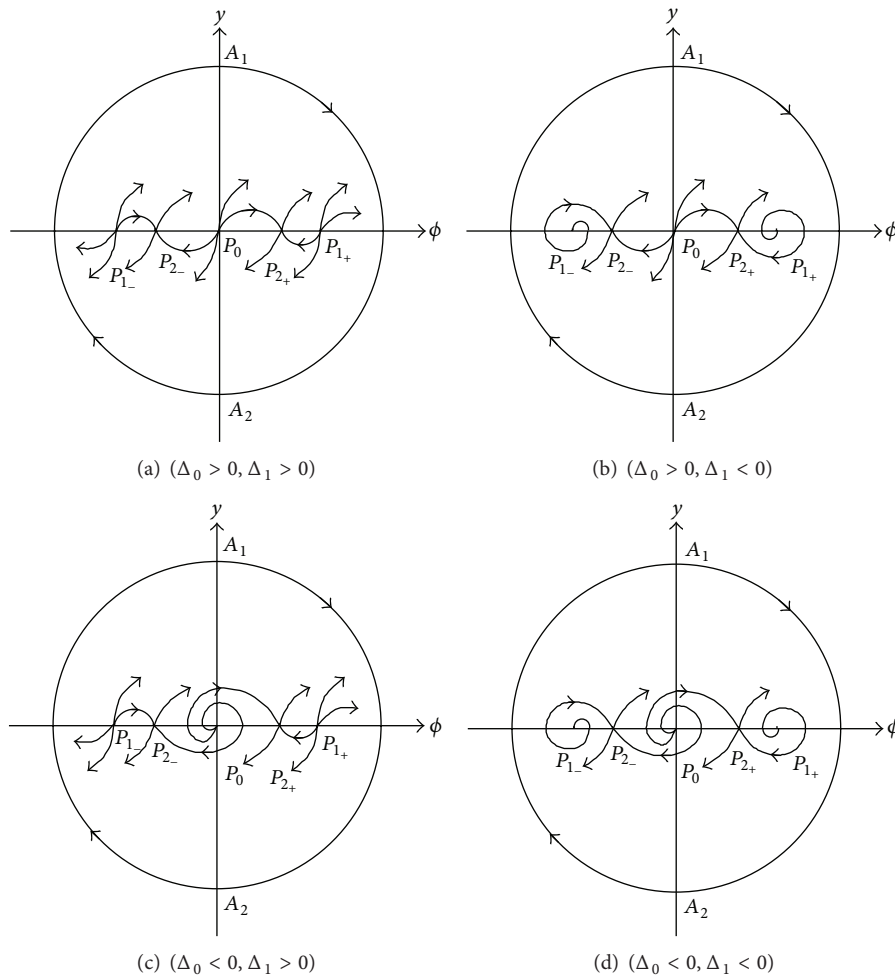 y
y
A₁
A₁
ϕ
ϕ
P₁₋
P₂₋
P₀
P₂₊
P₁₊
P₁₋
P₂₋
P₀
P₂₊
P₁₊
A₂
A₂
(a) (Δ₀ > 0, Δ₁ > 0)
(b) (Δ₀ > 0, Δ₁ < 0)
y
y
A₁
A₁
ϕ
ϕ
P₁₋
P₂₋
P₀
P₂₊
P₁₊
P₁₋
P₂₋
P₀
P₂₊
P₁₊
A₂
A₂
(c) (Δ₀ < 0, Δ₁ > 0)
(d) (Δ₀ < 0, Δ₁ < 0)